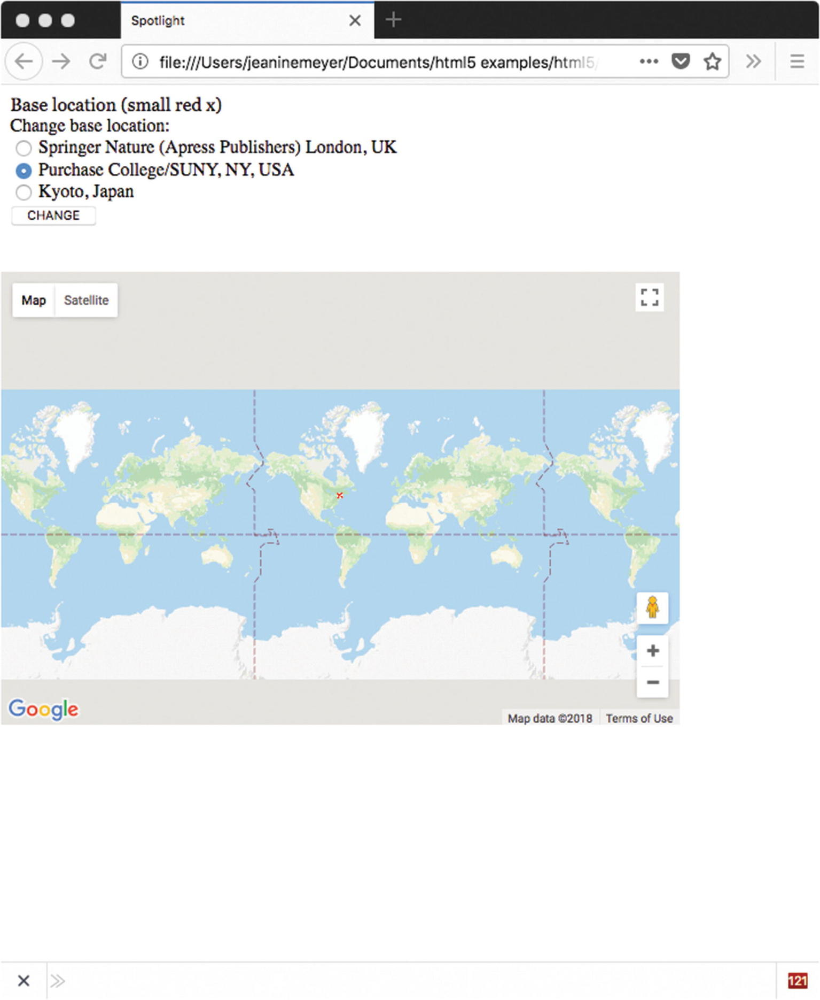 Spotlight
file:///Users/jeaninemeyer/Documents/html5 examples/html5/
Base location (small red x)
Change base location:
Springer Nature (Apress Publishers) London, UK
Purchase College/SUNY, NY, USA
Kyoto, Japan
CHANGE
Map Satellite
Google
Map data ©2018 Terms of Use
121